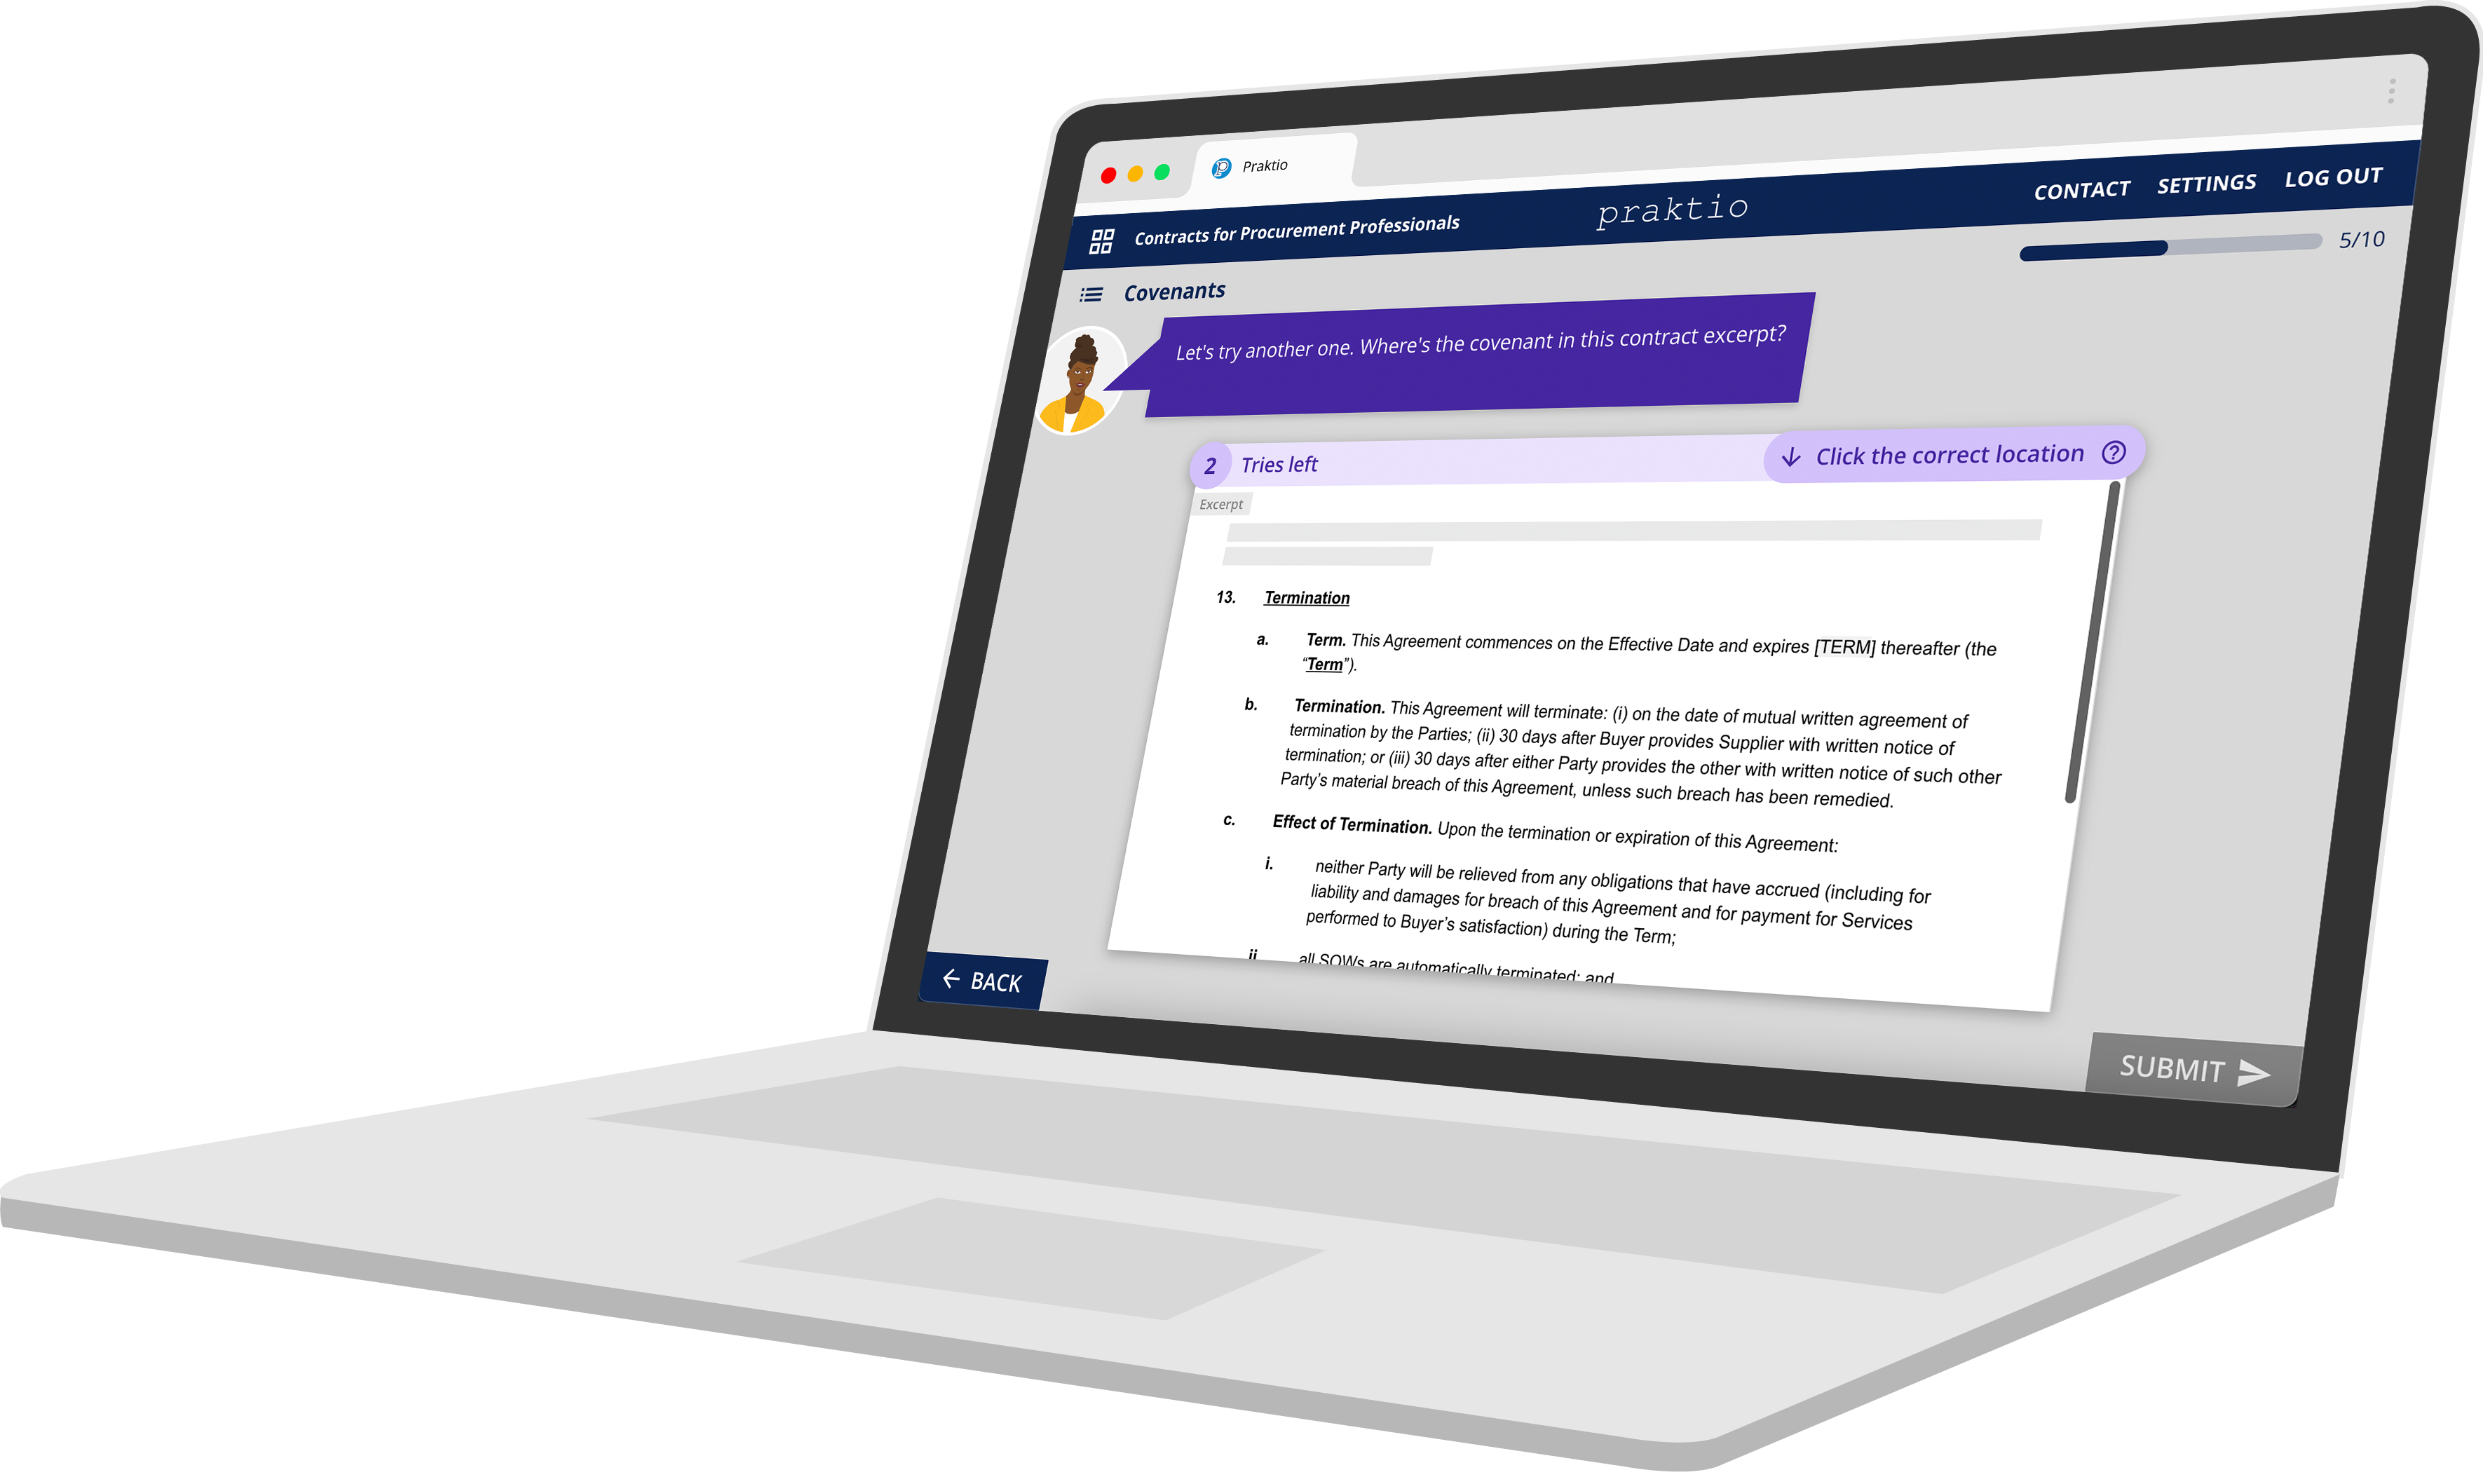 Praktio
Contracts for Procurement Professionals
praktio
CONTACT SETTINGS LOG OUT
5/10
Covenants
Let's try another one. Where's the covenant in this contract excerpt?
2 Tries left
Click the correct location
Excerpt
13. Termination
a. Term. This Agreement commences on the Effective Date and expires [TERM] thereafter (the
“Term”).
b. Termination. This Agreement will terminate: (i) on the date of mutual written agreement of
termination by the Parties; (ii) 30 days after Buyer provides Supplier with written notice of
termination; or (iii) 30 days after either Party provides the other with written notice of such other
Party’s material breach of this Agreement, unless such breach has been remedied.
c. Effect of Termination. Upon the termination or expiration of this Agreement:
i. neither Party will be relieved from any obligations that have accrued (including for
liability and damages for breach of this Agreement and for payment for Services
performed to Buyer’s satisfaction) during the Term;
ii all SOWs are automatically terminated; and
BACK
SUBMIT